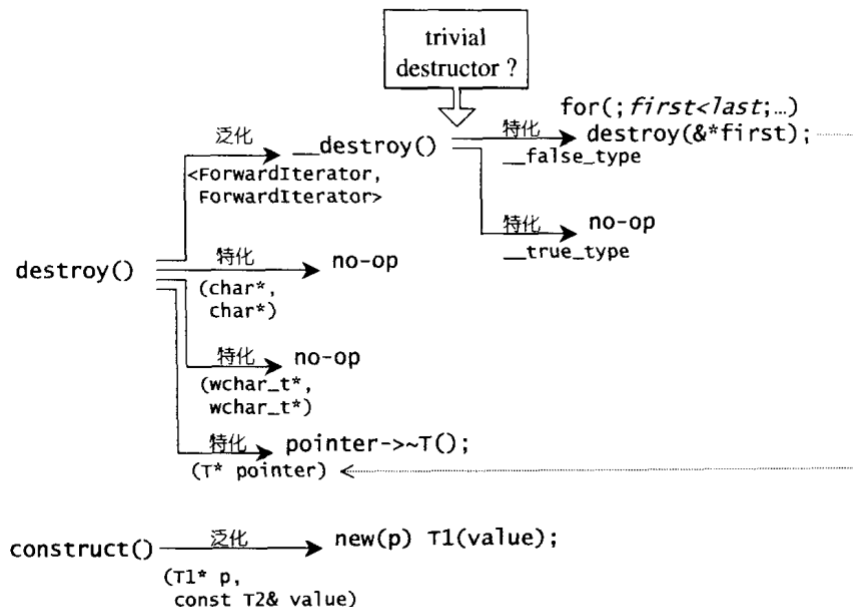 trivial
destructor ?
for(;first<last;…)
泛化
__destroy()
特化
destroy(&*first);
<ForwardIterator,
ForwardIterator>
__false_type
特化
no-op
__true_type
destroy()
特化
no-op
(char*,
char*)
特化
no-op
(wchar_t*,
wchar_t*)
特化
pointer->~T();
(T* pointer)
construct()
泛化
new(p) T1(value);
(T1* p,
const T2& value)